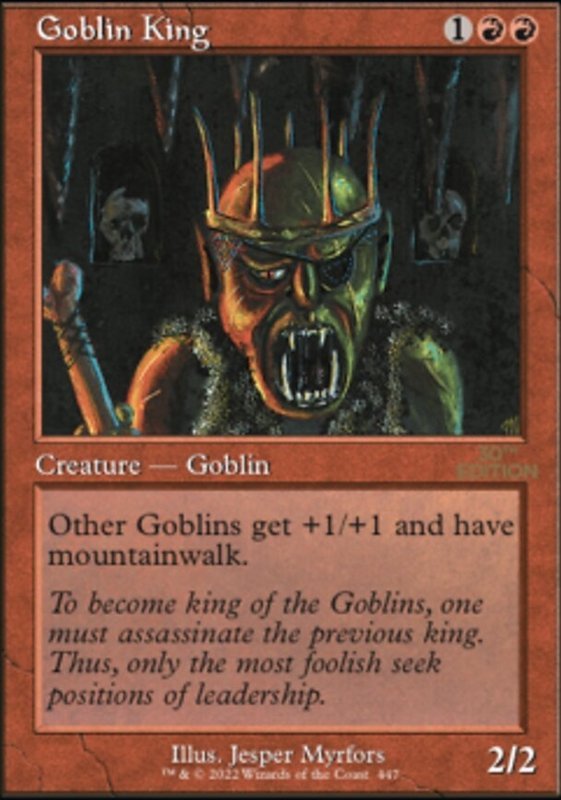 Goblin King 1
Creature — Goblin
30TH
EDITION
Other Goblins get +1/+1 and have
mountainwalk.
To become king of the Goblins, one
must assassinate the previous king.
Thus, only the most foolish seek
positions of leadership.
Illus. Jesper Myrfors
™ & © 2022 Wizards of the Coast 447
2/2